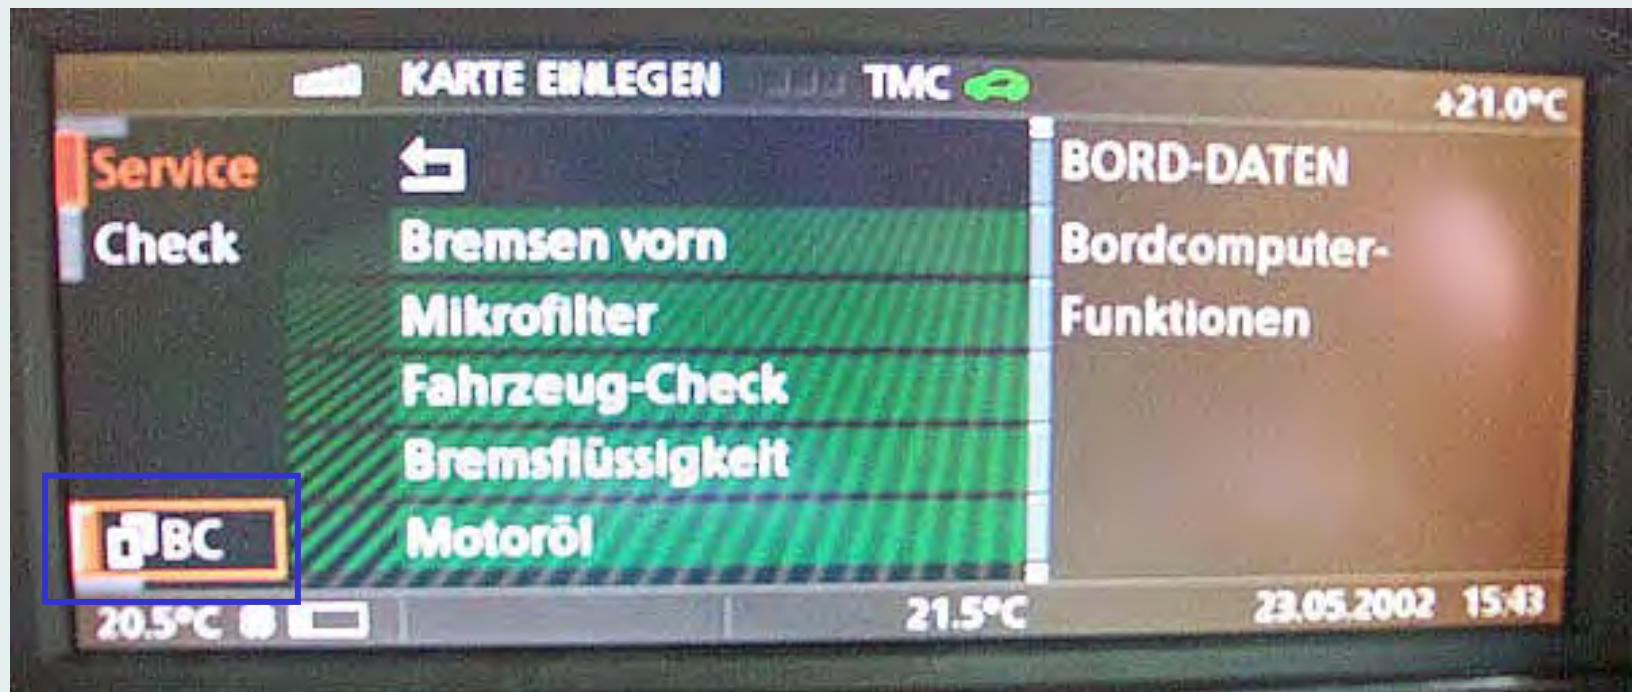 KARTE EINLEGEN TMC
+21.0°C
Service
Check
BC
Bremsen vorn
Mikrofilter
Fahrzeug-Check
Bremsflüssigkeit
Motoröl
BORD-DATEN
Bordcomputer-
Funktionen
20.5°C 21.5°C 23.05.2002 15:43